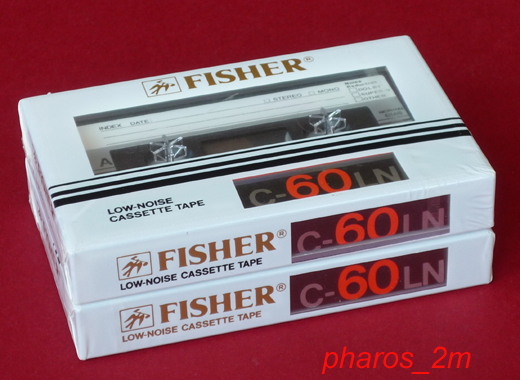 FISHER®
INDEX DATE:
□ STEREO □ MONO
A
LOW-NOISE
CASSETTE TAPE
C-60LN
FISHER®
LOW-NOISE CASSETTE TAPE
C-60LN
FISHER®
LOW-NOISE CASSETTE TAPE
C-60LN
pharos_2m